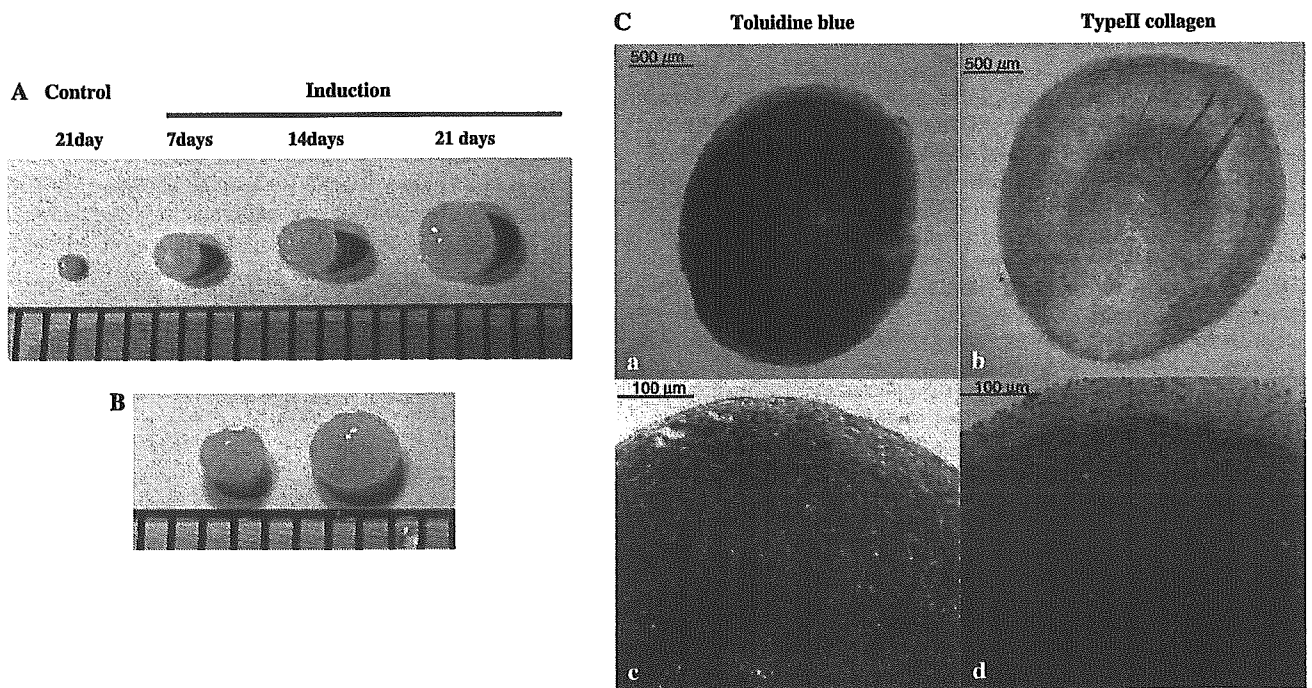 A Control Induction
21day 7days 14days 21 days
B
C Toluidine blue TypeII collagen
500 µm 500 µm
a b
100 µm 100 µm
c d